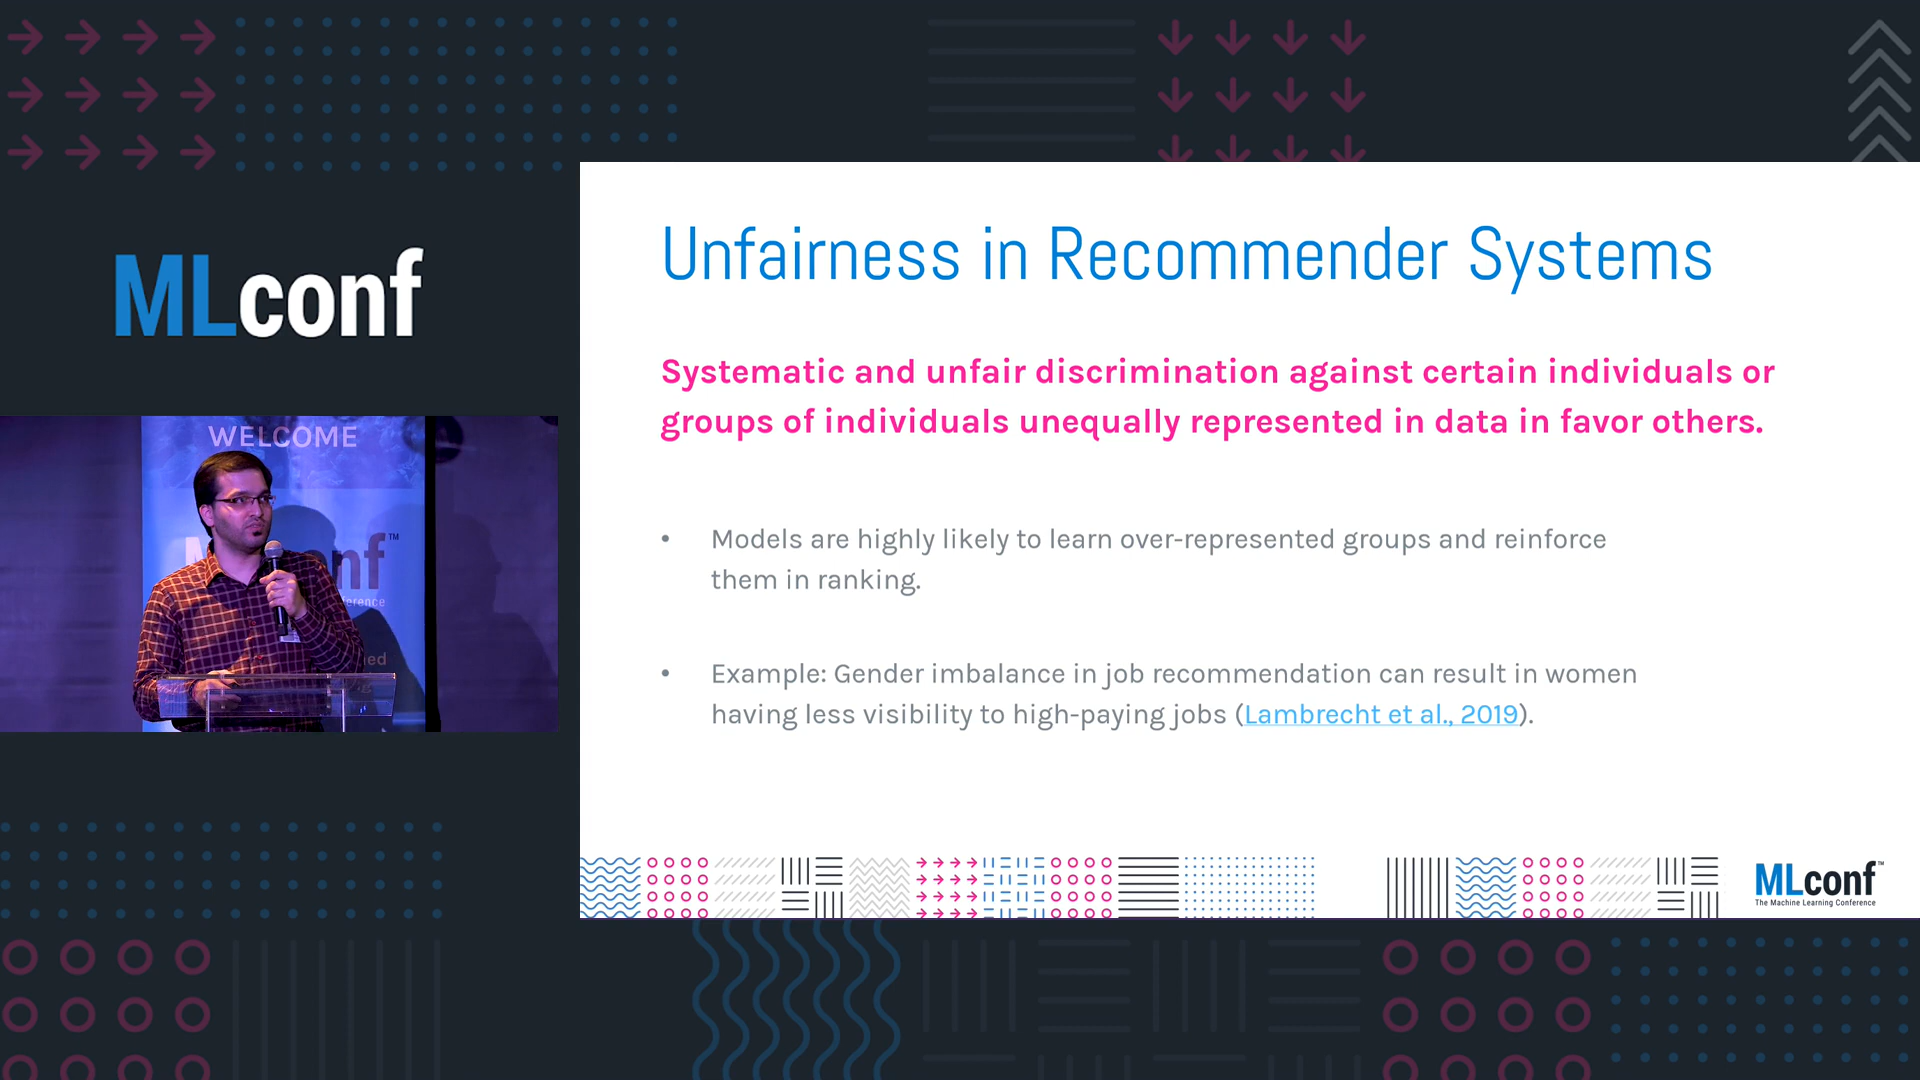 MLconf
WELCOME
nf™
ference
Unfairness in Recommender Systems
Systematic and unfair discrimination against certain individuals or
groups of individuals unequally represented in data in favor others.
• Models are highly likely to learn over-represented groups and reinforce
them in ranking.
• Example: Gender imbalance in job recommendation can result in women
having less visibility to high-paying jobs (Lambrecht et al., 2019).
MLconf™
The Machine Learning Conference